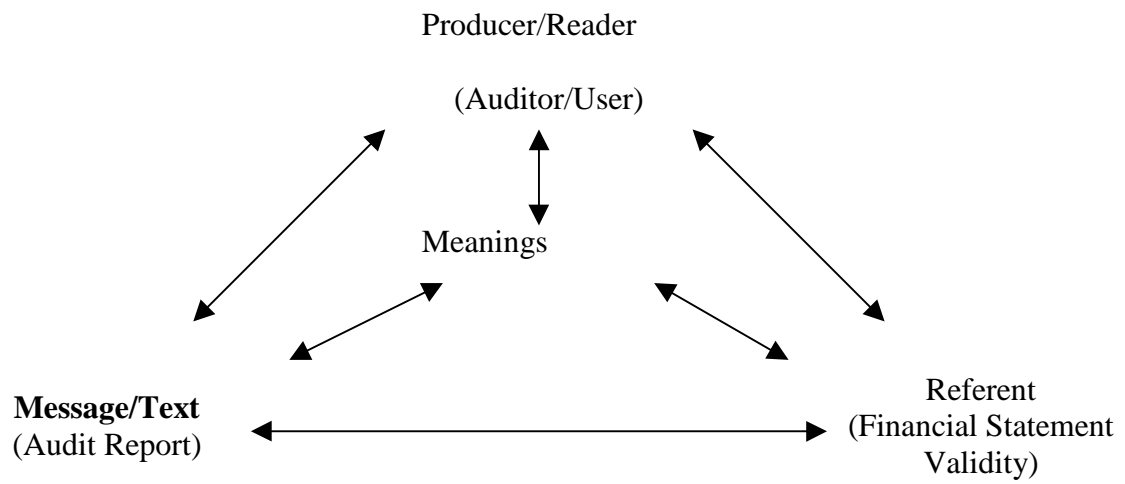 Producer/Reader
(Auditor/User)
Meanings
Message/Text
(Audit Report)
Referent
(Financial Statement
Validity)